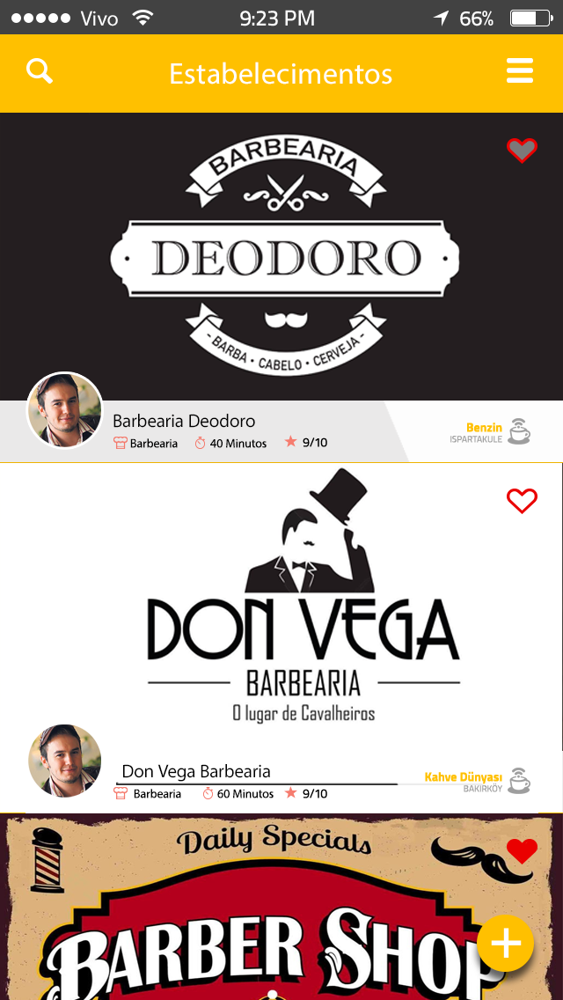 Vivo 9:23 PM 66%
Estabelecimentos
BARBEARIA
DEODORO
- BARBA • CABELO • CERVEJA -
Barbearia Deodoro
Barbearia 40 Minutos 9/10
Benzin
ISPARTAKULE
DON VEGA
BARBEARIA
O lugar de Cavalheiros
Don Vega Barbearia
Barbearia 60 Minutos 9/10
Kahve Dünyası
BAKIRKÖY
Daily Specials
BARBER SHOP